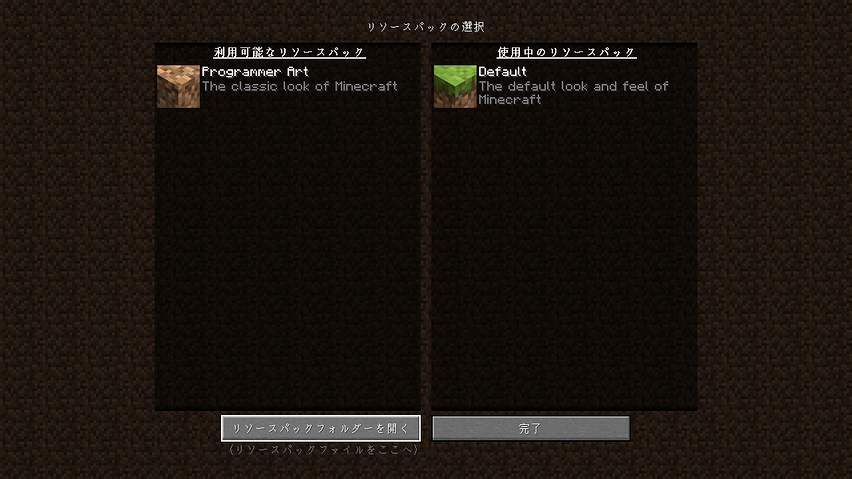 リソースパックの選択
利用可能なリソースパック
Programmer Art
The classic look of Minecraft
使用中のリソースパック
Default
The default look and feel of
Minecraft
リソースパックフォルダーを開く
(リソースパックファイルをここへ)
完了